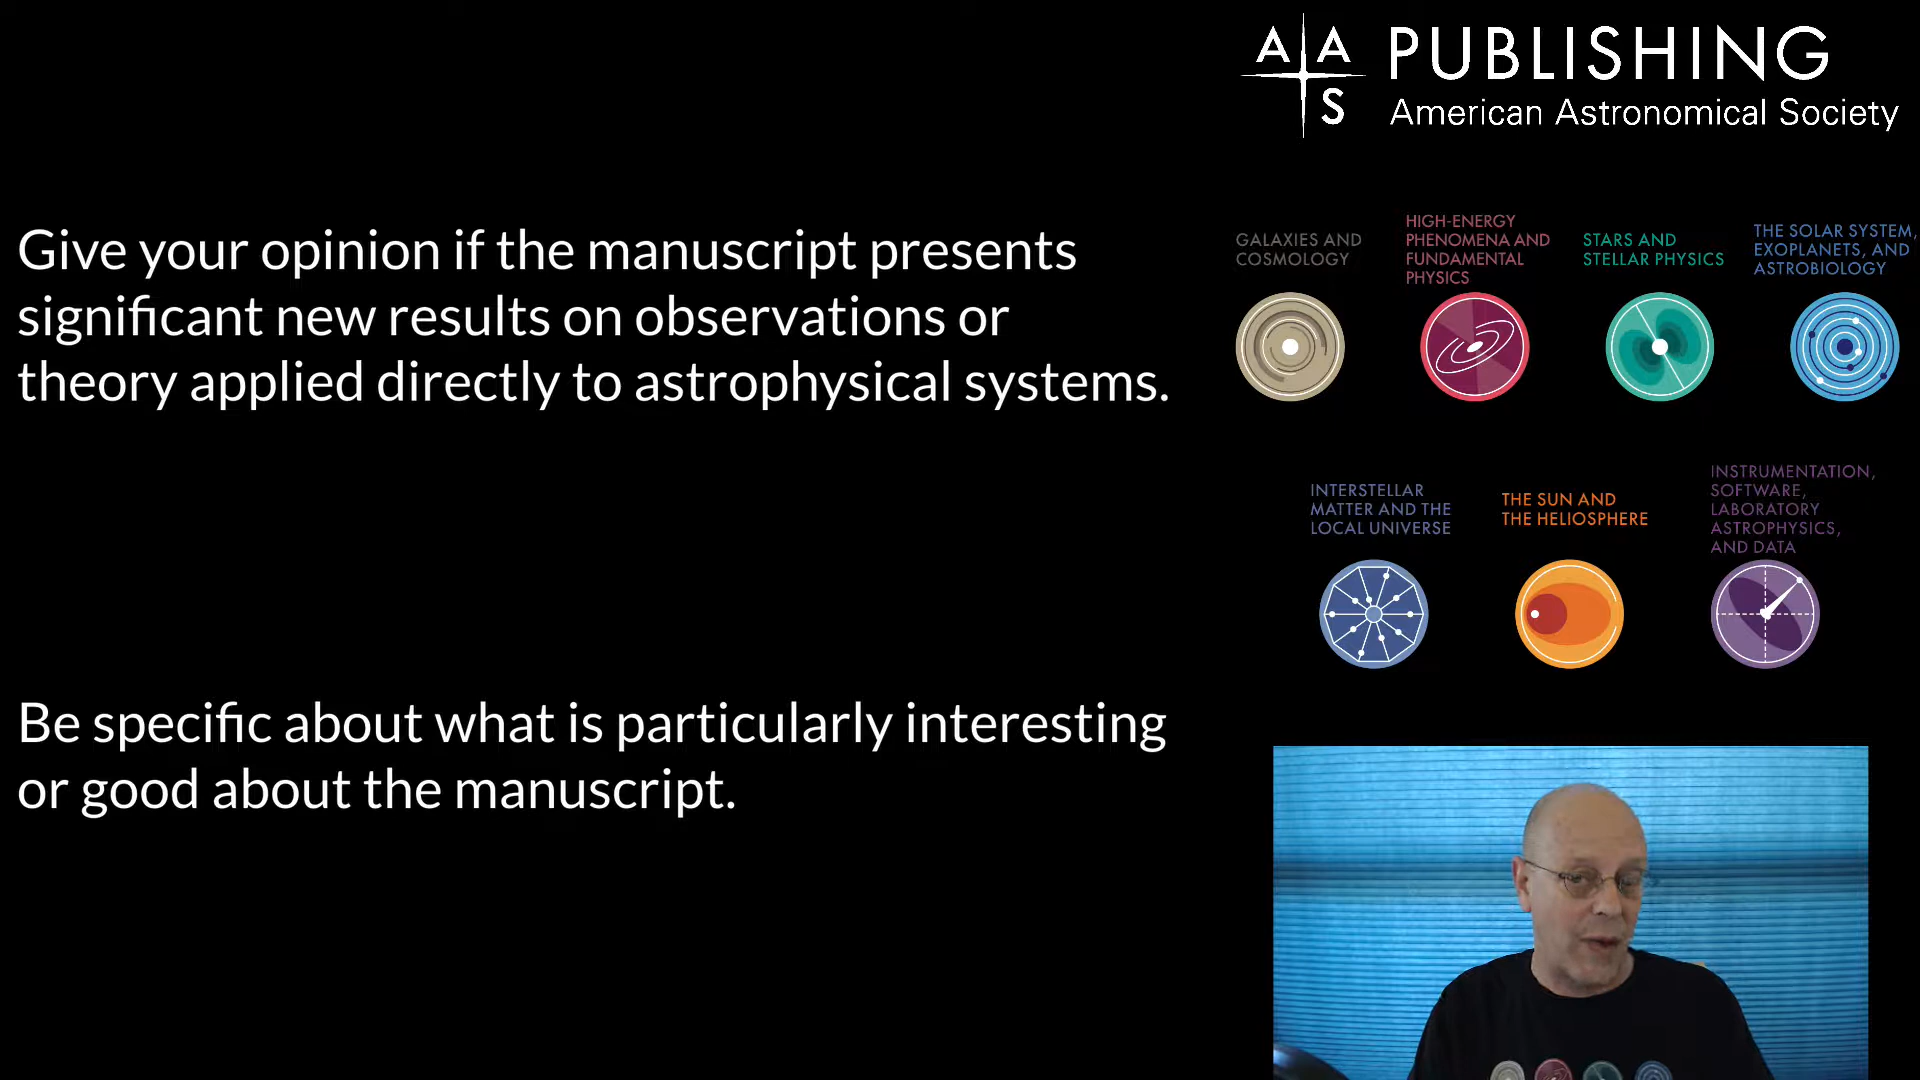 A A S PUBLISHING
American Astronomical Society
Give your opinion if the manuscript presents
significant new results on observations or
theory applied directly to astrophysical systems.
Be specific about what is particularly interesting
or good about the manuscript.
GALAXIES AND
COSMOLOGY
HIGH-ENERGY
PHENOMENA AND
FUNDAMENTAL
PHYSICS
STARS AND
STELLAR PHYSICS
THE SOLAR SYSTEM,
EXOPLANETS, AND
ASTROBIOLOGY
INTERSTELLAR
MATTER AND THE
LOCAL UNIVERSE
THE SUN AND
THE HELIOSPHERE
INSTRUMENTATION,
SOFTWARE,
LABORATORY
ASTROPHYSICS,
AND DATA